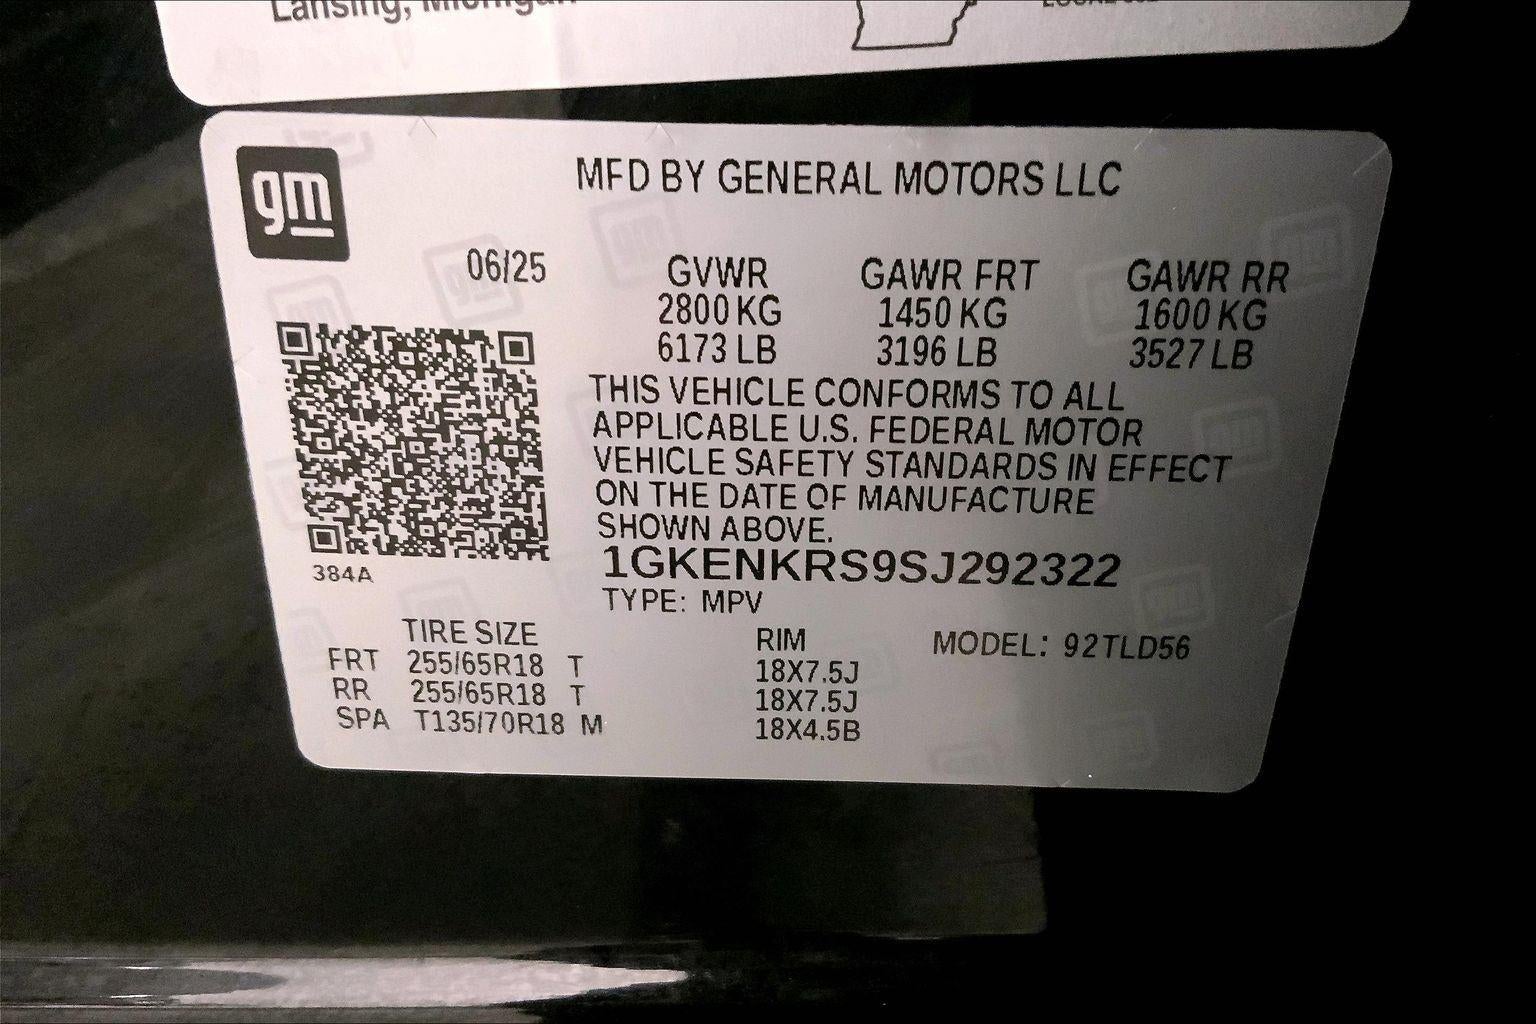 Lansing, Michigan
gm
MFD BY GENERAL MOTORS LLC
06/25
GVWR GAWR FRT GAWR RR
2800 KG 1450 KG 1600 KG
6173 LB 3196 LB 3527 LB
THIS VEHICLE CONFORMS TO ALL
APPLICABLE U.S. FEDERAL MOTOR
VEHICLE SAFETY STANDARDS IN EFFECT
ON THE DATE OF MANUFACTURE
SHOWN ABOVE.
1GKENKRS9SJ292322
384A
TYPE: MPV
TIRE SIZE RIM MODEL: 92TLD56
FRT 255/65R18 T 18X7.5J
RR 255/65R18 T 18X7.5J
SPA T135/70R18 M 18X4.5B